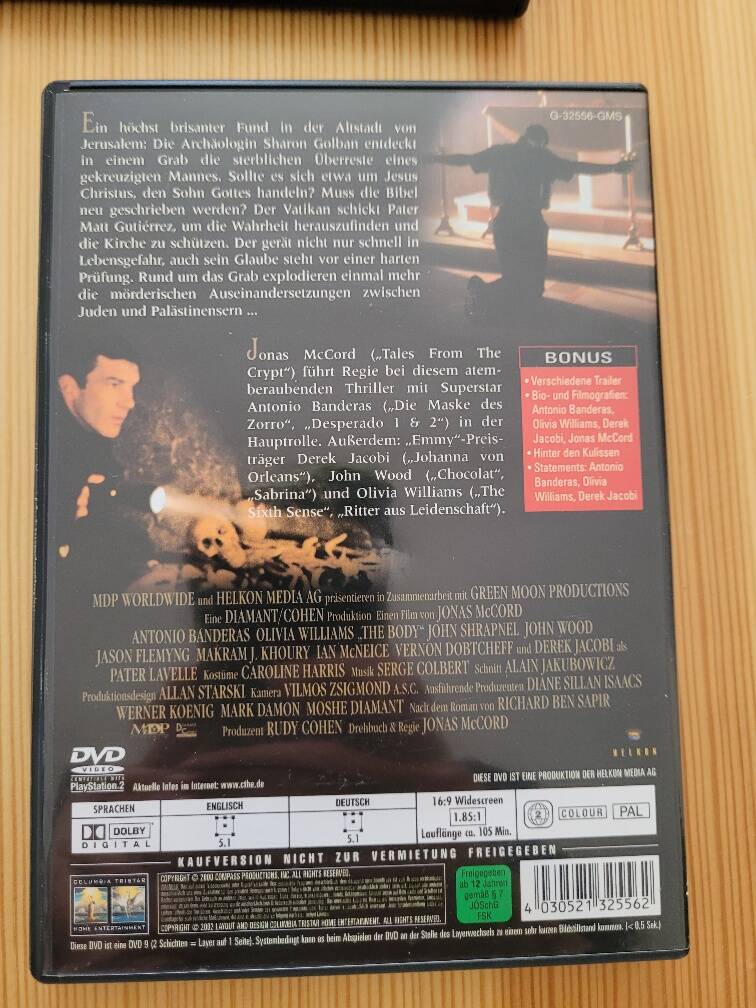 G-32556-GMS
Ein höchst brisanter Fund in der Altstadt von
Jerusalem: Die Archäologin Sharon Golban entdeckt
in einem Grab die sterblichen Überreste eines
gekreuzigten Mannes. Sollte es sich etwa um Jesus
Christus, den Sohn Gottes handeln? Muss die Bibel
neu geschrieben werden? Der Vatikan schickt Pater
Matt Gutiérrez, um die Wahrheit herauszufinden und
die Kirche zu schützen. Der gerät nicht nur schnell in
Lebensgefahr, auch sein Glaube steht vor einer harten
Prüfung. Rund um das Grab explodieren einmal mehr
die mörderischen Auseinandersetzungen zwischen
Juden und Palästinensern ...
Jonas McCord („Tales From The
Crypt“) führt Regie bei diesem atem-
beraubenden Thriller mit Superstar
Antonio Banderas („Die Maske des
Zorro“, „Desperado 1 & 2“) in der
Hauptrolle. Außerdem: „Emmy“-Preis-
träger Derek Jacobi („Johanna von
Orleans“), John Wood („Chocolat“,
„Sabrina“) und Olivia Williams („The
Sixth Sense“, „Ritter aus Leidenschaft“).
BONUS
• Verschiedene Trailer
• Bio- und Filmografien:
Antonio Banderas,
Olivia Williams, Derek
Jacobi, Jonas McCord
• Hinter den Kulissen
• Statements: Antonio
Banderas, Olivia
Williams, Derek Jacobi
MDP WORLDWIDE und HELKON MEDIA AG präsentieren in Zusammenarbeit mit GREEN MOON PRODUCTIONS
Eine DIAMANT/COHEN Produktion Einen Film von JONAS McCORD
ANTONIO BANDERAS OLIVIA WILLIAMS „THE BODY“ JOHN SHRAPNEL JOHN WOOD
JASON FLEMYNG MAKRAM J. KHOURY IAN McNEICE VERNON DOBTCHEFF und DEREK JACOBI als
PATER LAVELLE Kostüme CAROLINE HARRIS Musik SERGE COLBERT Schnitt ALAIN JAKUBOWICZ
Produktionsdesign ALLAN STARSKI Kamera VILMOS ZSIGMOND A.S.C. Ausführende Produzenten DIANE SILLAN ISAACS
WERNER KOENIG MARK DAMON MOSHE DIAMANT Nach dem Roman von RICHARD BEN SAPIR
MDP Produzent RUDY COHEN Drehbuch & Regie JONAS McCORD
HELKON
DVD
VIDEO
COMPATIBLE WITH
PlayStation.2
Aktuelle Infos im Internet: www.cthe.de
DIESE DVD IST EINE PRODUKTION DER HELKON MEDIA AG
SPRACHEN
ENGLISCH
DEUTSCH
DOLBY
DIGITAL
5.1
5.1
16:9 Widescreen
1.85:1
Lauflänge ca. 105 Min.
2
COLOUR
PAL
KAUFVERSION NICHT ZUR VERMIETUNG FREIGEGEBEN
COLUMBIA TRISTAR
HOME ENTERTAINMENT
COPYRIGHT © 2000 COMPASS PRODUCTIONS, INC. ALL RIGHTS RESERVED.
COPYRIGHT © 2002 LAYOUT AND DESIGN COLUMBIA TRISTAR HOME ENTERTAINMENT. ALL RIGHTS RESERVED.
Freigegeben
ab 12 Jahren
gemäß § 7
JÖSchG
FSK
4 030521 325562
Diese DVD ist eine DVD 9 (2 Schichten = Layer auf 1 Seite). Systembedingt kann es beim Abspielen der DVD an der Stelle des Layerwechsels zu einem sehr kurzen Bildstillstand kommen. (< 0,5 Sek.)